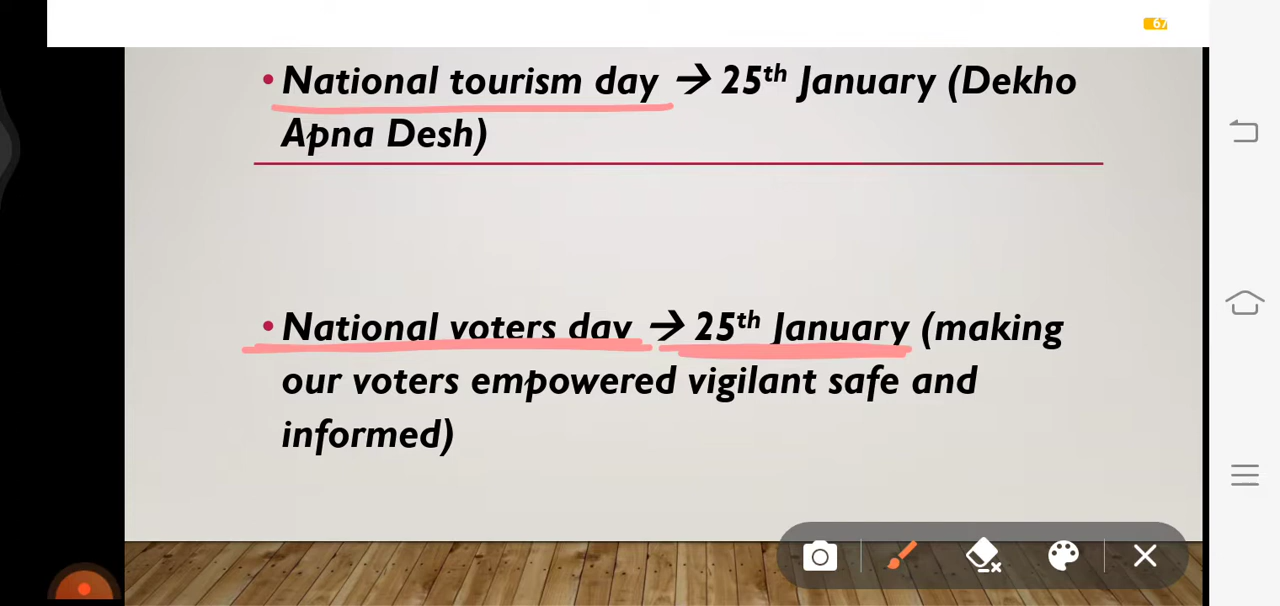 67
• National tourism day → 25th January (Dekho
Apna Desh)
• National voters day → 25th January (making
our voters empowered vigilant safe and
informed)